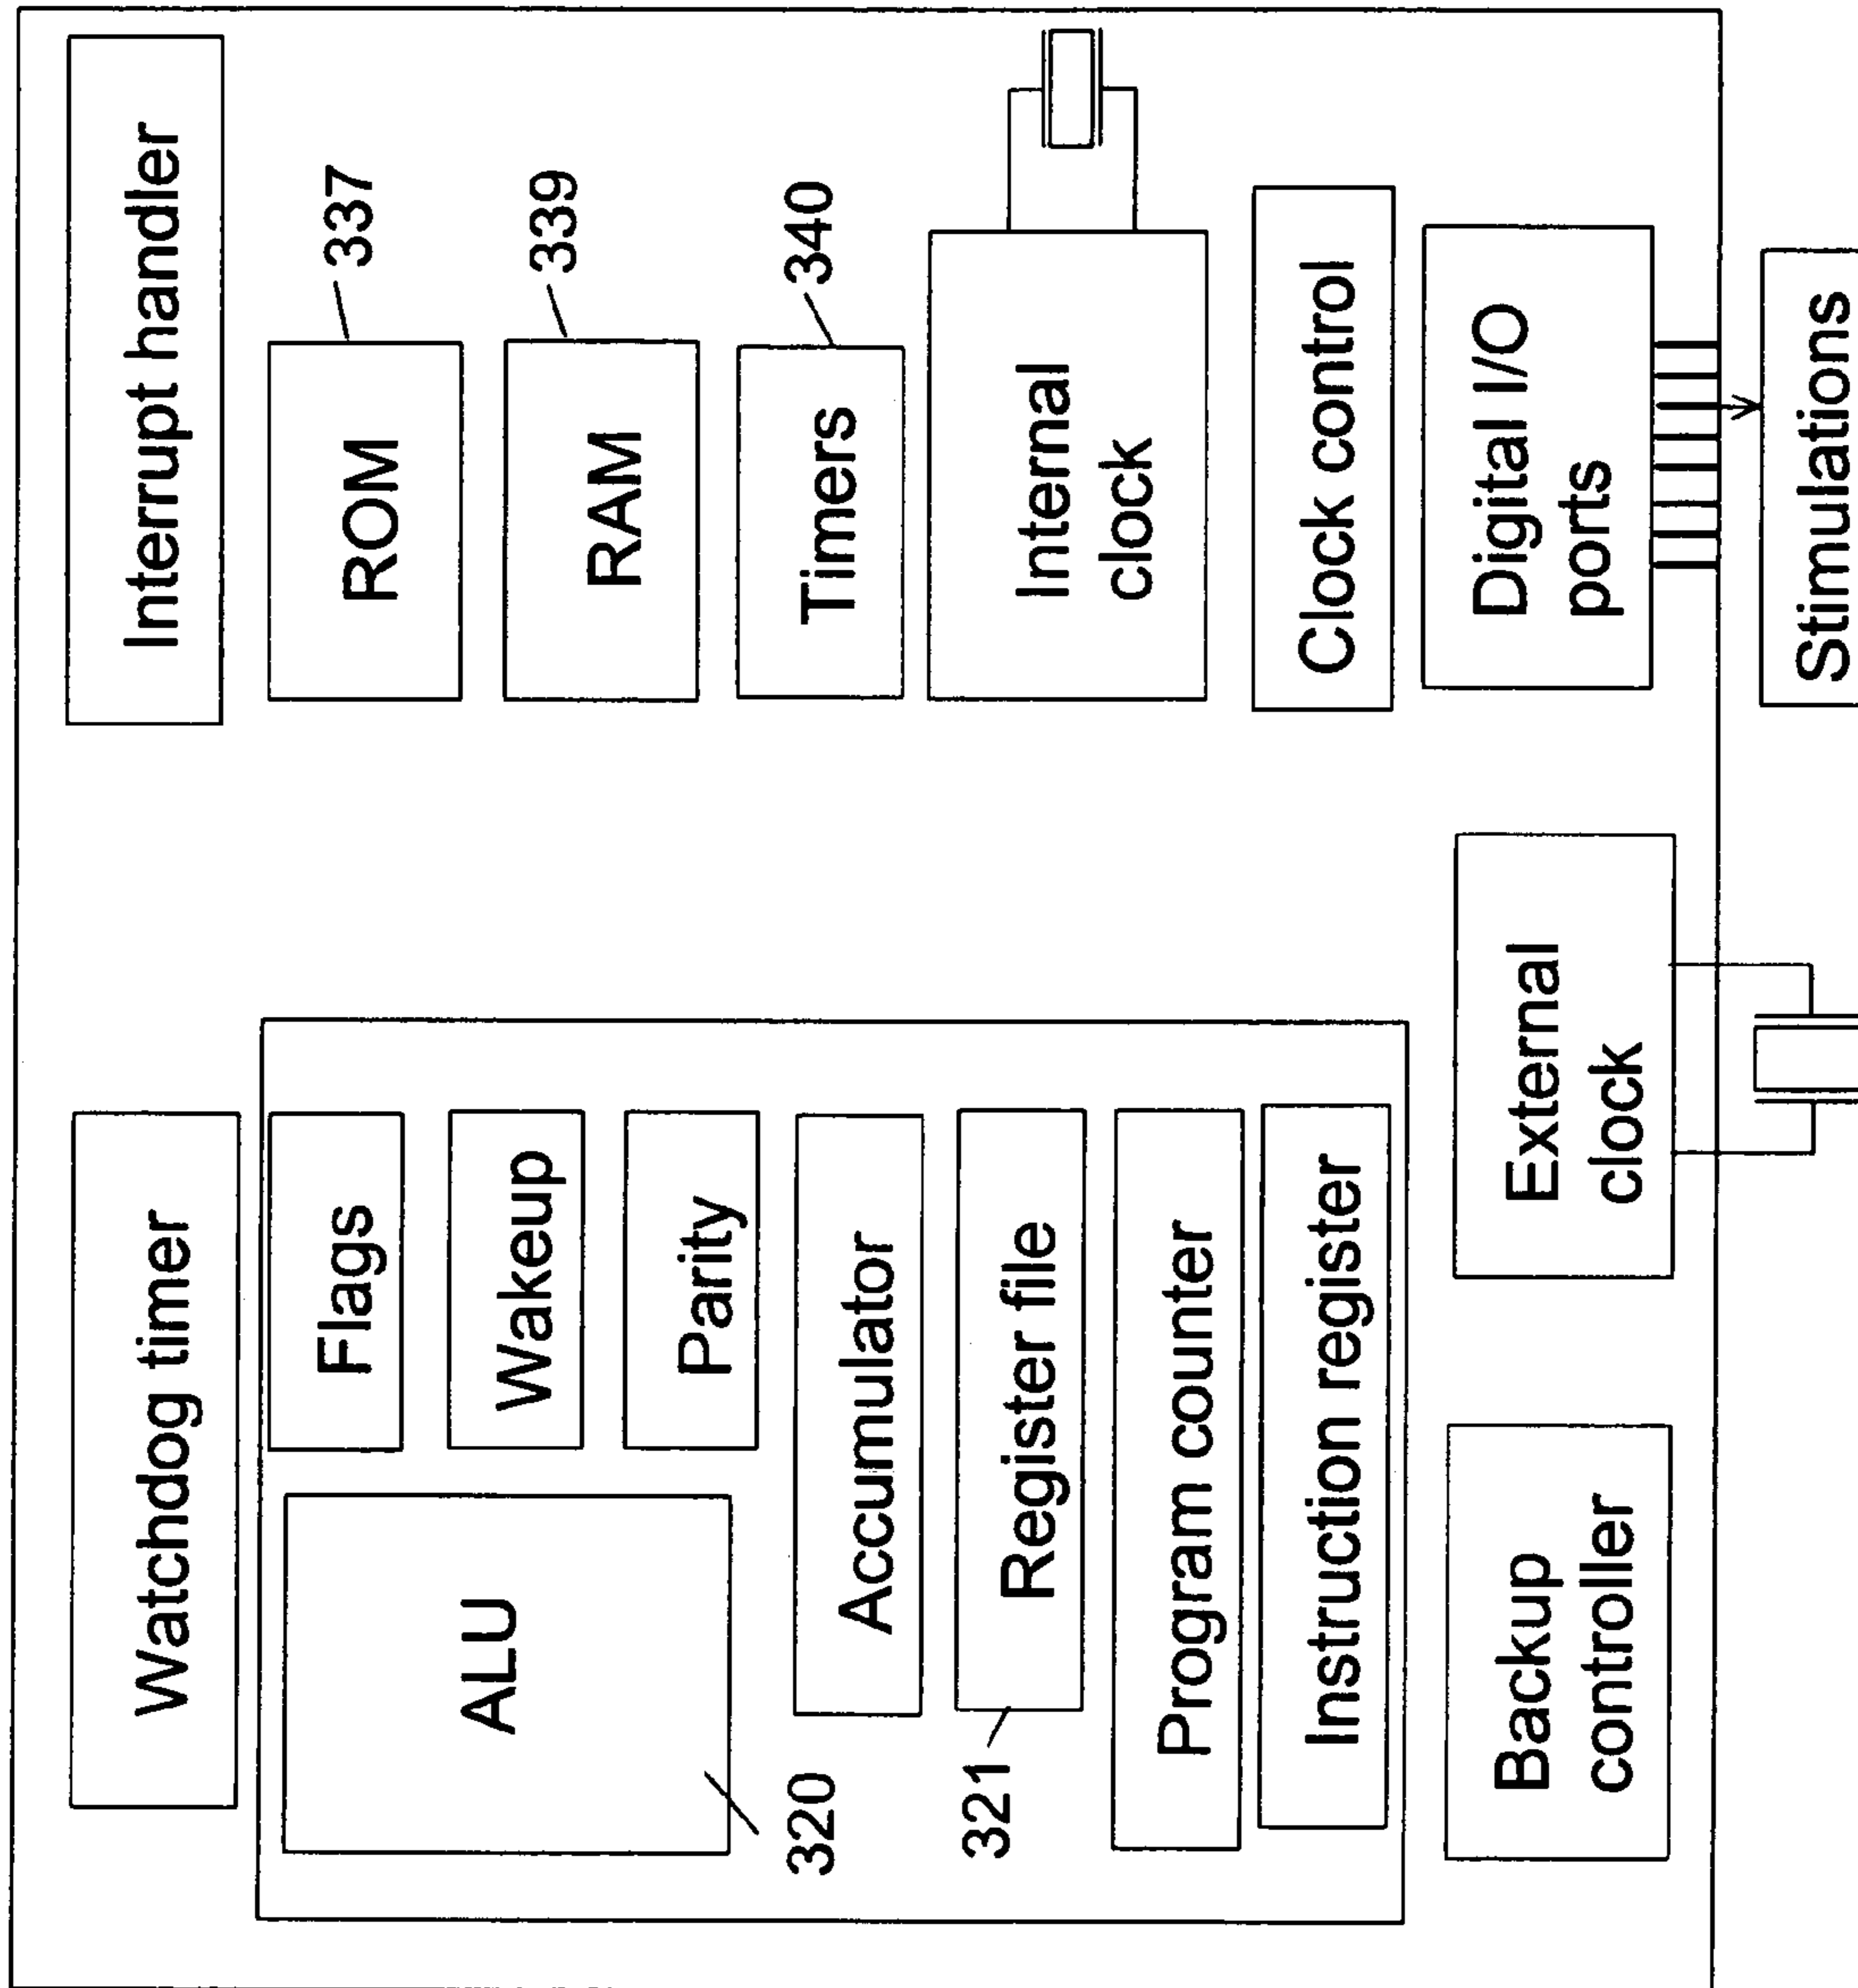 Watchdog timer
Interrupt handler
ALU
Flags
Wakeup
Parity
320
Accumulator
Register file
321
Program counter
Instruction register
ROM
337
RAM
339
Timers
340
Internal
clock
Clock control
Backup
controller
External
clock
Digital I/O
ports
Stimulations